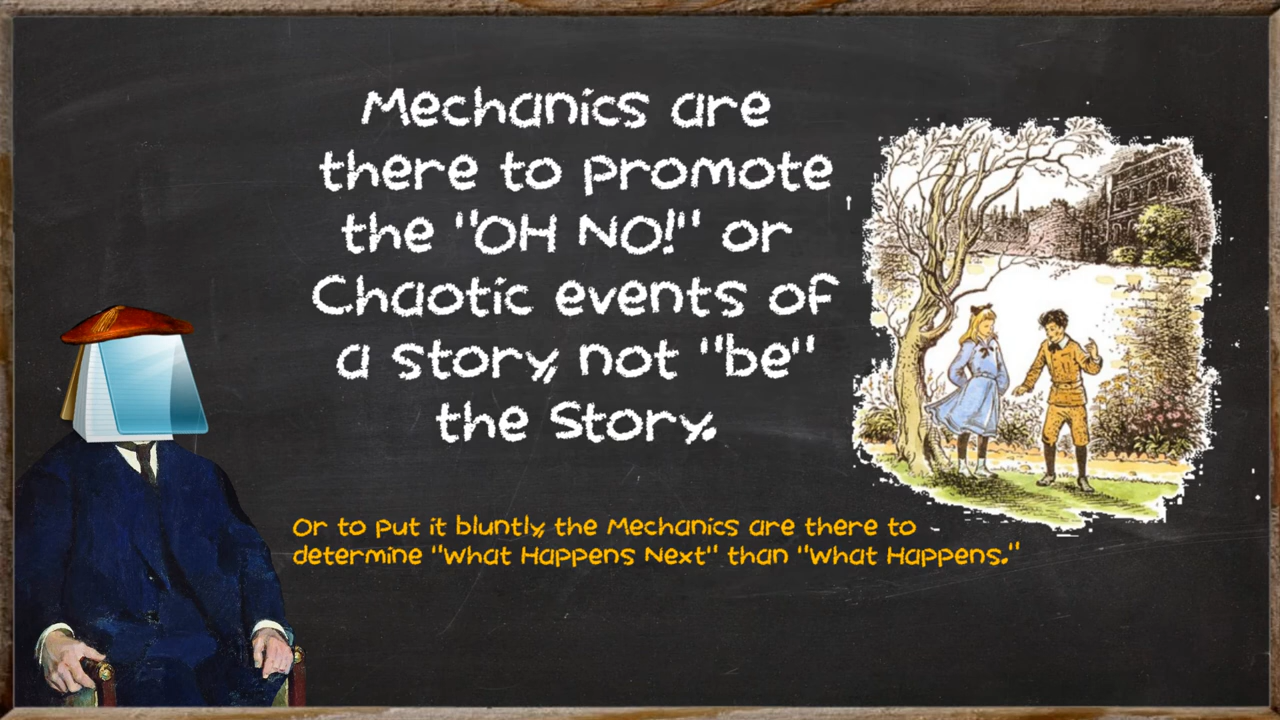 Mechanics are
there to promote
the "OH NO!" or
Chaotic events of
a story, not "be"
the Story.
Or to put it bluntly, the Mechanics are there to
determine "What Happens Next" than "What Happens."